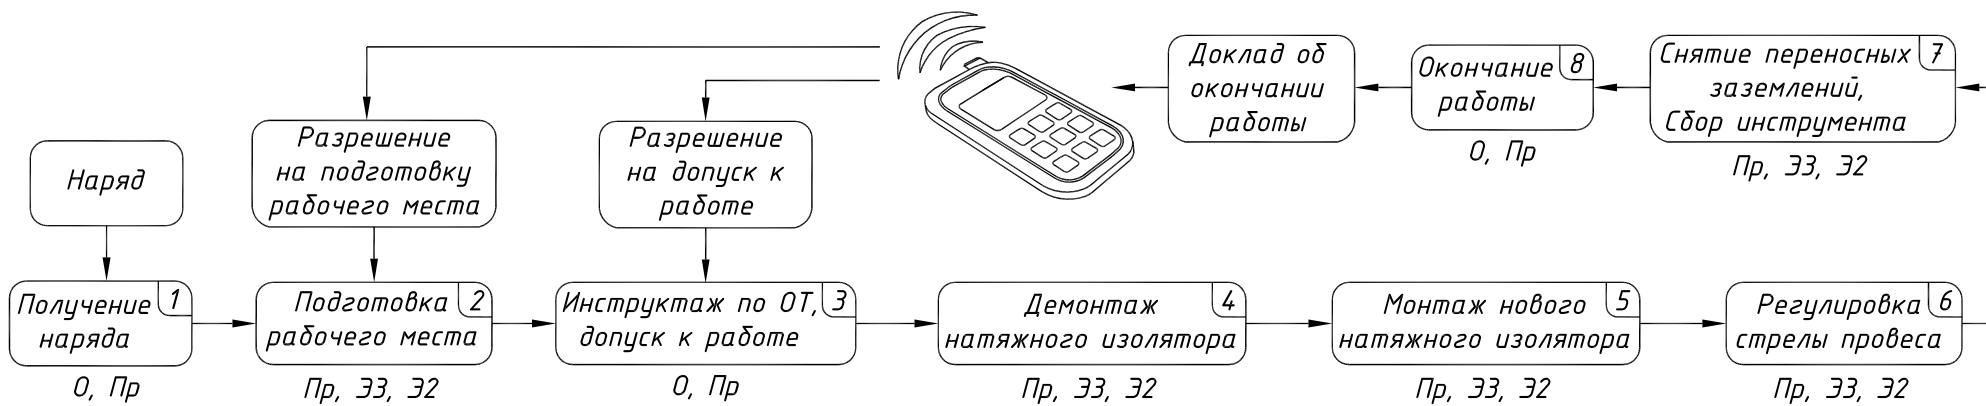 Наряд
Разрешение
на подготовку
рабочего места
Разрешение
на допуск к
работе
Доклад об
окончании
работы
Окончание 8
работы
О, Пр
Снятие переносных 7
заземлений,
Сбор инструмента
Пр, Э3, Э2
Получение 1
наряда
О, Пр
Подготовка 2
рабочего места
Пр, Э3, Э2
Инструктаж по ОТ, 3
допуск к работе
О, Пр
Демонтаж 4
натяжного изолятора
Пр, Э3, Э2
Монтаж нового 5
натяжного изолятора
Пр, Э3, Э2
Регулировка 6
стрелы провеса
Пр, Э3, Э2